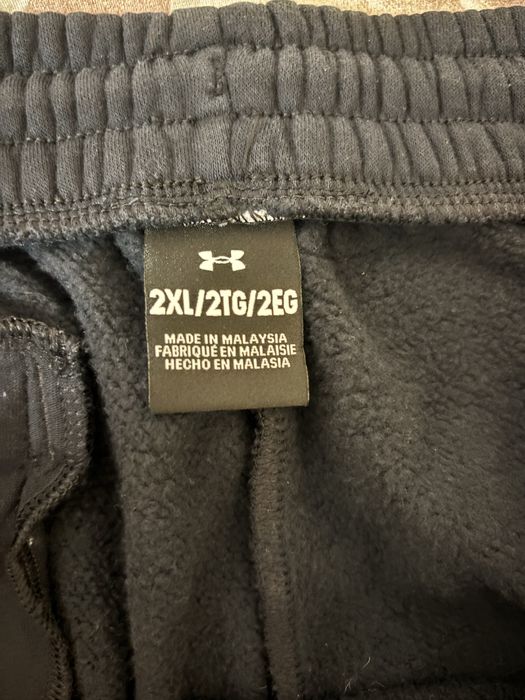 2XL/2TG/2EG
MADE IN MALAYSIA
FABRIQUÉ EN MALAISIE
HECHO EN MALASIA